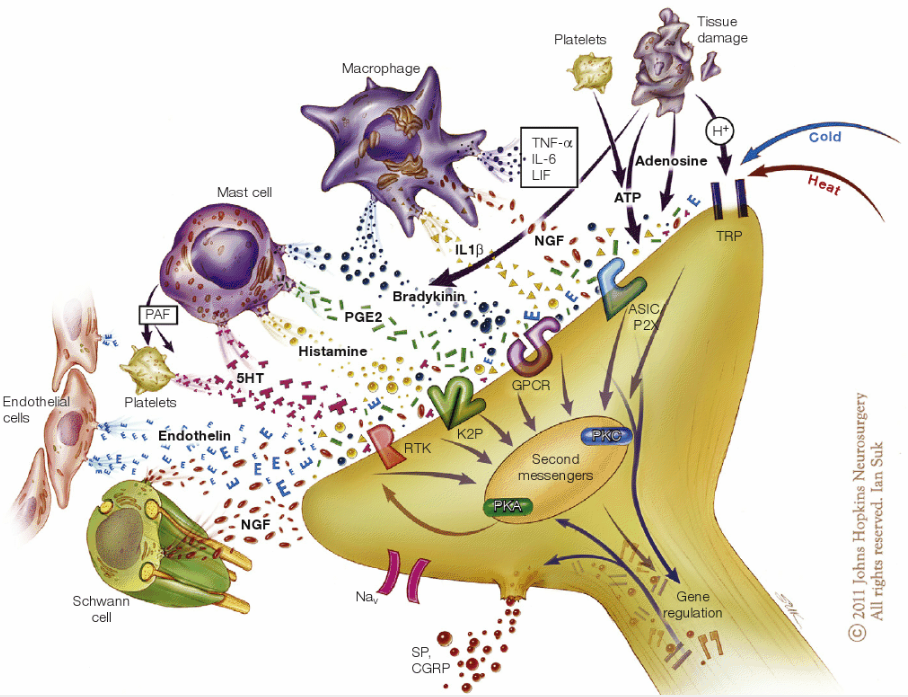 Tissue
damage
Platelets
Macrophage
H+
TNF-α
IL-6
LIF
Cold
Adenosine
Heat
Mast cell
ATP
NGF
TRP
IL1β
Bradykinin
PAF
PGE2
ASIC
P2X
Histamine
5HT
GPCR
Endothelial
cells
Platelets
Endothelin
K2P
PKC
RTK
Second
messengers
PKA
NGF
Schwann
cell
Nav
Gene
regulation
SP,
CGRP
© 2011 Johns Hopkins Neurosurgery
All rights reserved. Ian Suk